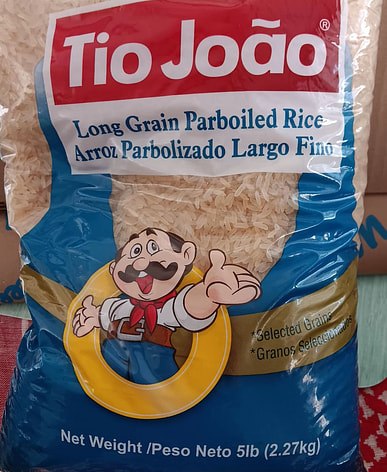 Tio João®
Long Grain Parboiled Rice
Arroz Parbolizado Largo Fino
*Selected Grains
*Granos Seleccionados
Net Weight /Peso Neto 5lb (2.27kg)